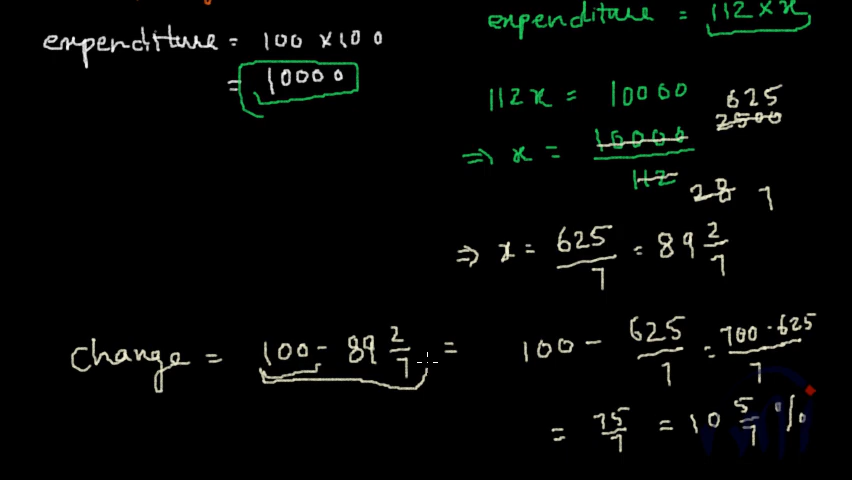 expenditure = 112 × x
expenditure = 100 × 100
= 10000
112x = 10000
625
2500
⇒ x = 10000/112
28 7
⇒ x = 625/7 = 89 2/7
Change = 100 - 89 2/7 = 100 - 625/7 = 700 - 625/7
= 75/7 = 10 5/7 %